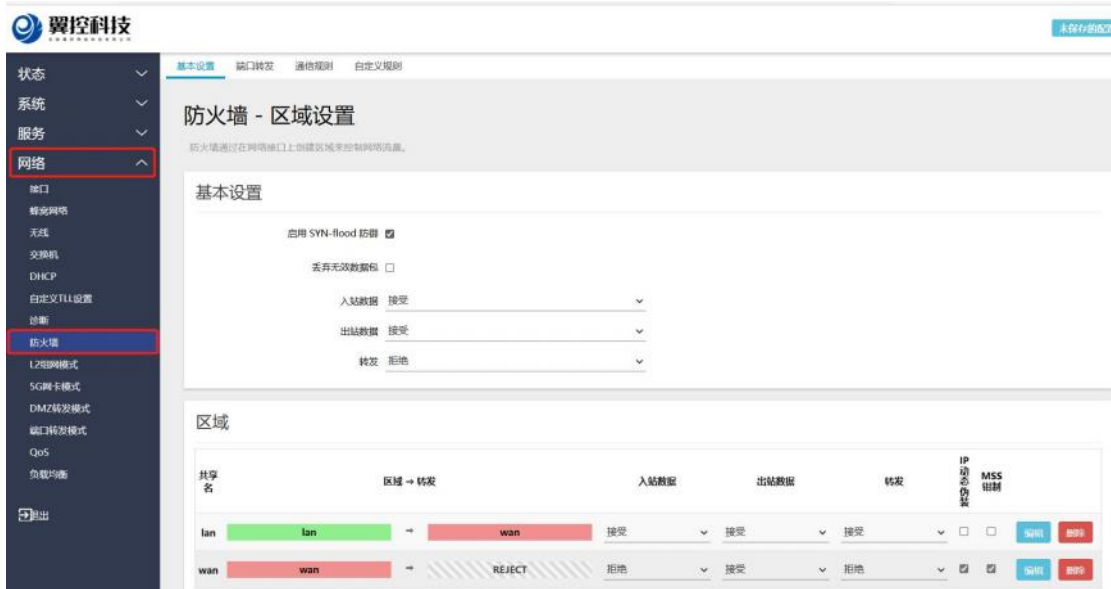 翼控科技
未保存的配
状态
系统
服务
网络
接口
蜂窝网络
无线
交换机
DHCP
自定义TLL设置
诊断
防火墙
L2组网模式
5G网卡模式
DMZ转发模式
端口转发模式
QoS
负载均衡
退出
基本设置 端口转发 通信规则 自定义规则
防火墙 - 区域设置
防火墙通过在网络接口上创建区域来控制网络流量。
基本设置
启用 SYN-flood 防御
丢弃无效数据包
入站数据 接受
出站数据 接受
转发 拒绝
区域
共享名 区域 → 转发 入站数据 出站数据 转发 IP动态伪装 MSS钳制
lan lan → wan 接受 接受 接受 编辑 删除
wan wan → REJECT 拒绝 接受 拒绝 编辑 删除